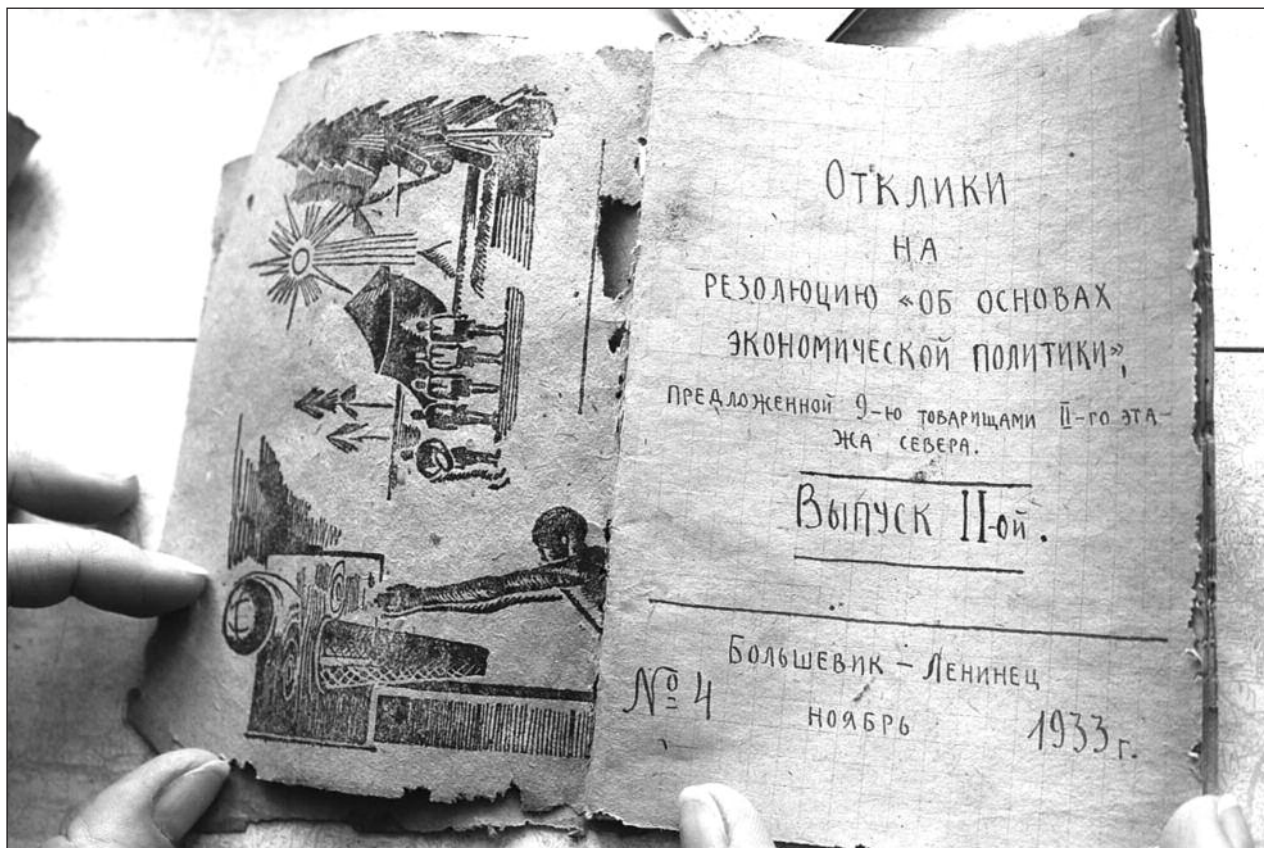 ОТКЛИКИ
НА
РЕЗОЛЮЦИЮ «ОБ ОСНОВАХ
ЭКОНОМИЧЕСКОЙ ПОЛИТИКИ»,
ПРЕДЛОЖЕННОЙ 9-Ю ТОВАРИЩАМИ II-ГО ЭТА-
ЖА СЕВЕРА.
ВЫПУСК II-ОЙ.
БОЛЬШЕВИК – ЛЕНИНЕЦ
№ 4 НОЯБРЬ 1933 г.